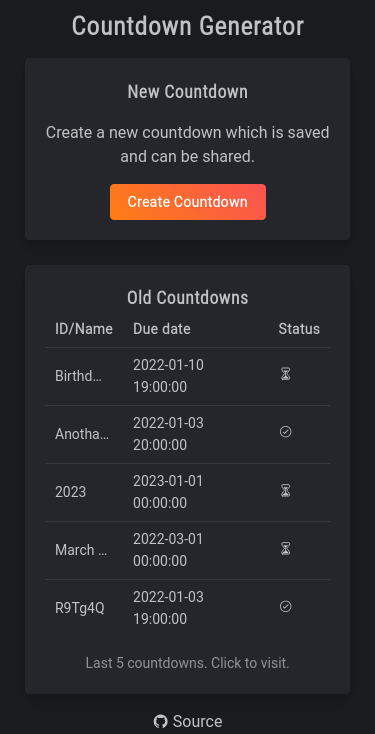 Countdown Generator
New Countdown
Create a new countdown which is saved
and can be shared.
Create Countdown
Old Countdowns
ID/Name Due date Status
Birthd… 2022-01-10
19:00:00
Anotha… 2022-01-03
20:00:00
2023 2023-01-01
00:00:00
March … 2022-03-01
00:00:00
R9Tg4Q 2022-01-03
19:00:00
Last 5 countdowns. Click to visit.
Source